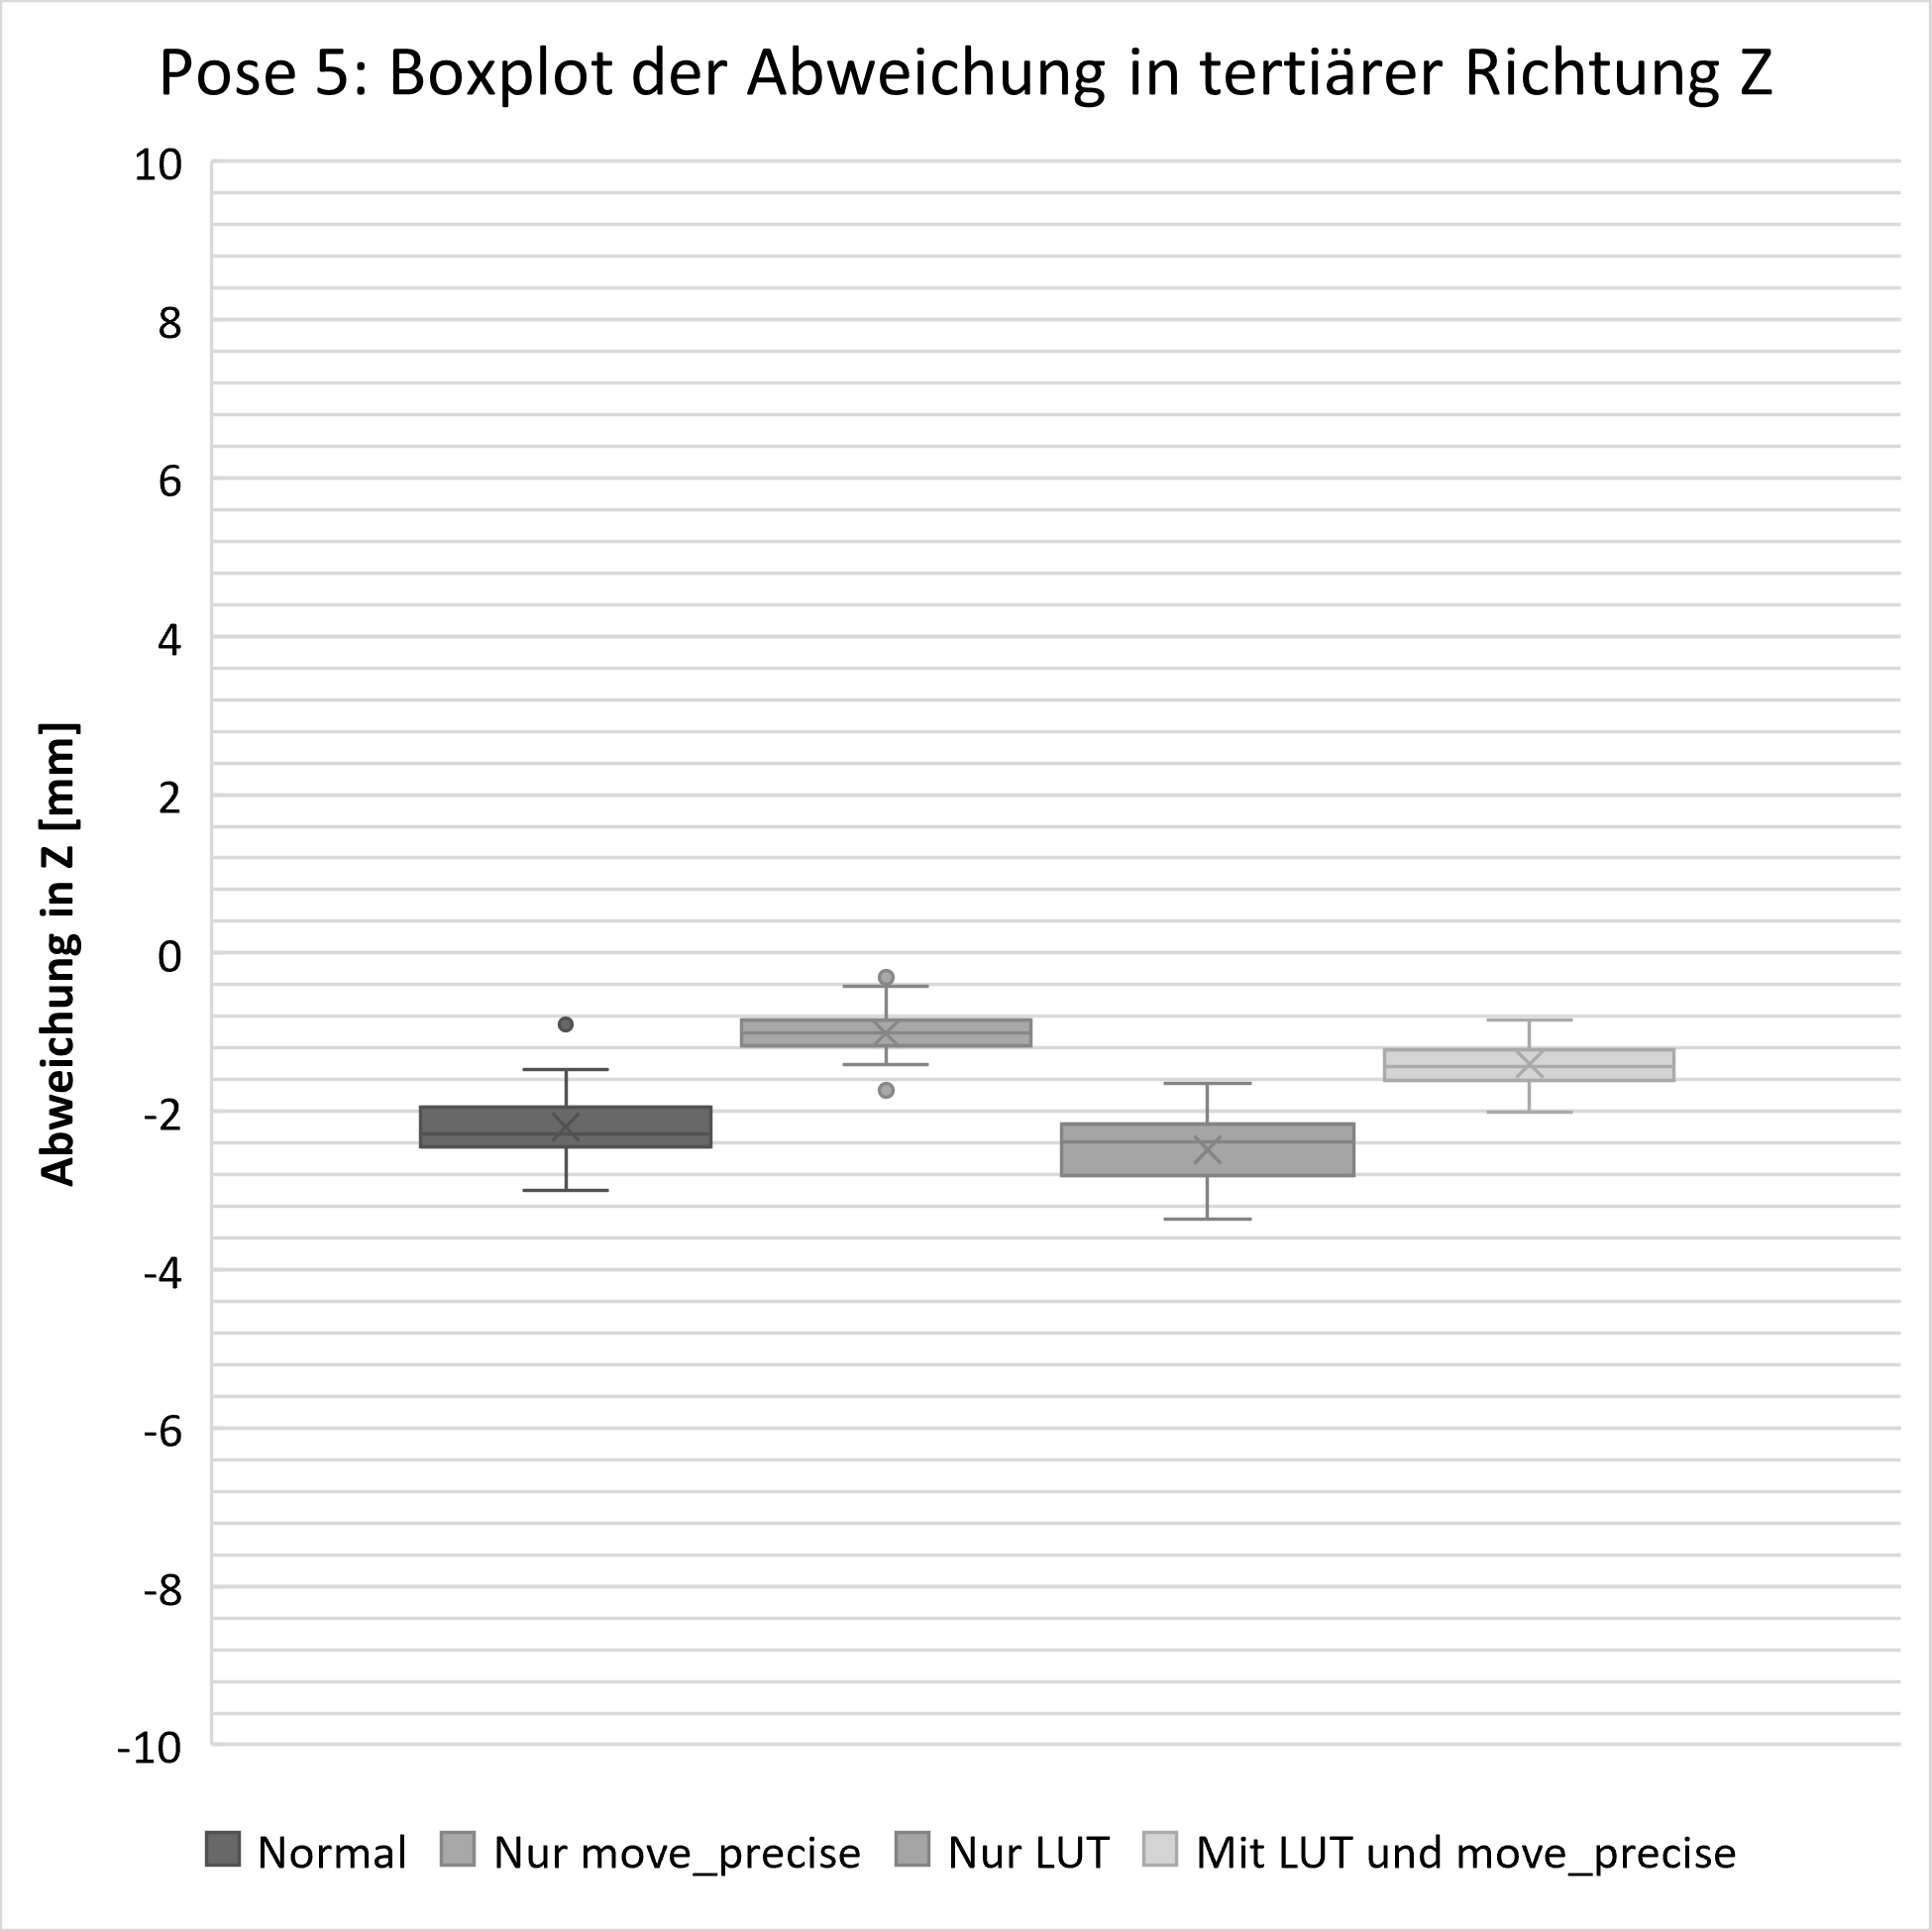 Pose 5: Boxplot der Abweichung in tertiärer Richtung Z
10
8
6
4
2
0
-2
-4
-6
-8
-10
Abweichung in Z [mm]
Normal
Nur move_precise
Nur LUT
Mit LUT und move_precise